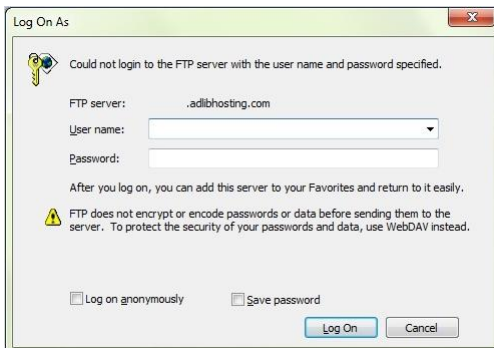 Log On As
Could not login to the FTP server with the user name and password specified.
FTP server: .adlibhosting.com
User name:
Password:
After you log on, you can add this server to your Favorites and return to it easily.
FTP does not encrypt or encode passwords or data before sending them to the
server. To protect the security of your passwords and data, use WebDAV instead.
Log on anonymously Save password
Log On Cancel